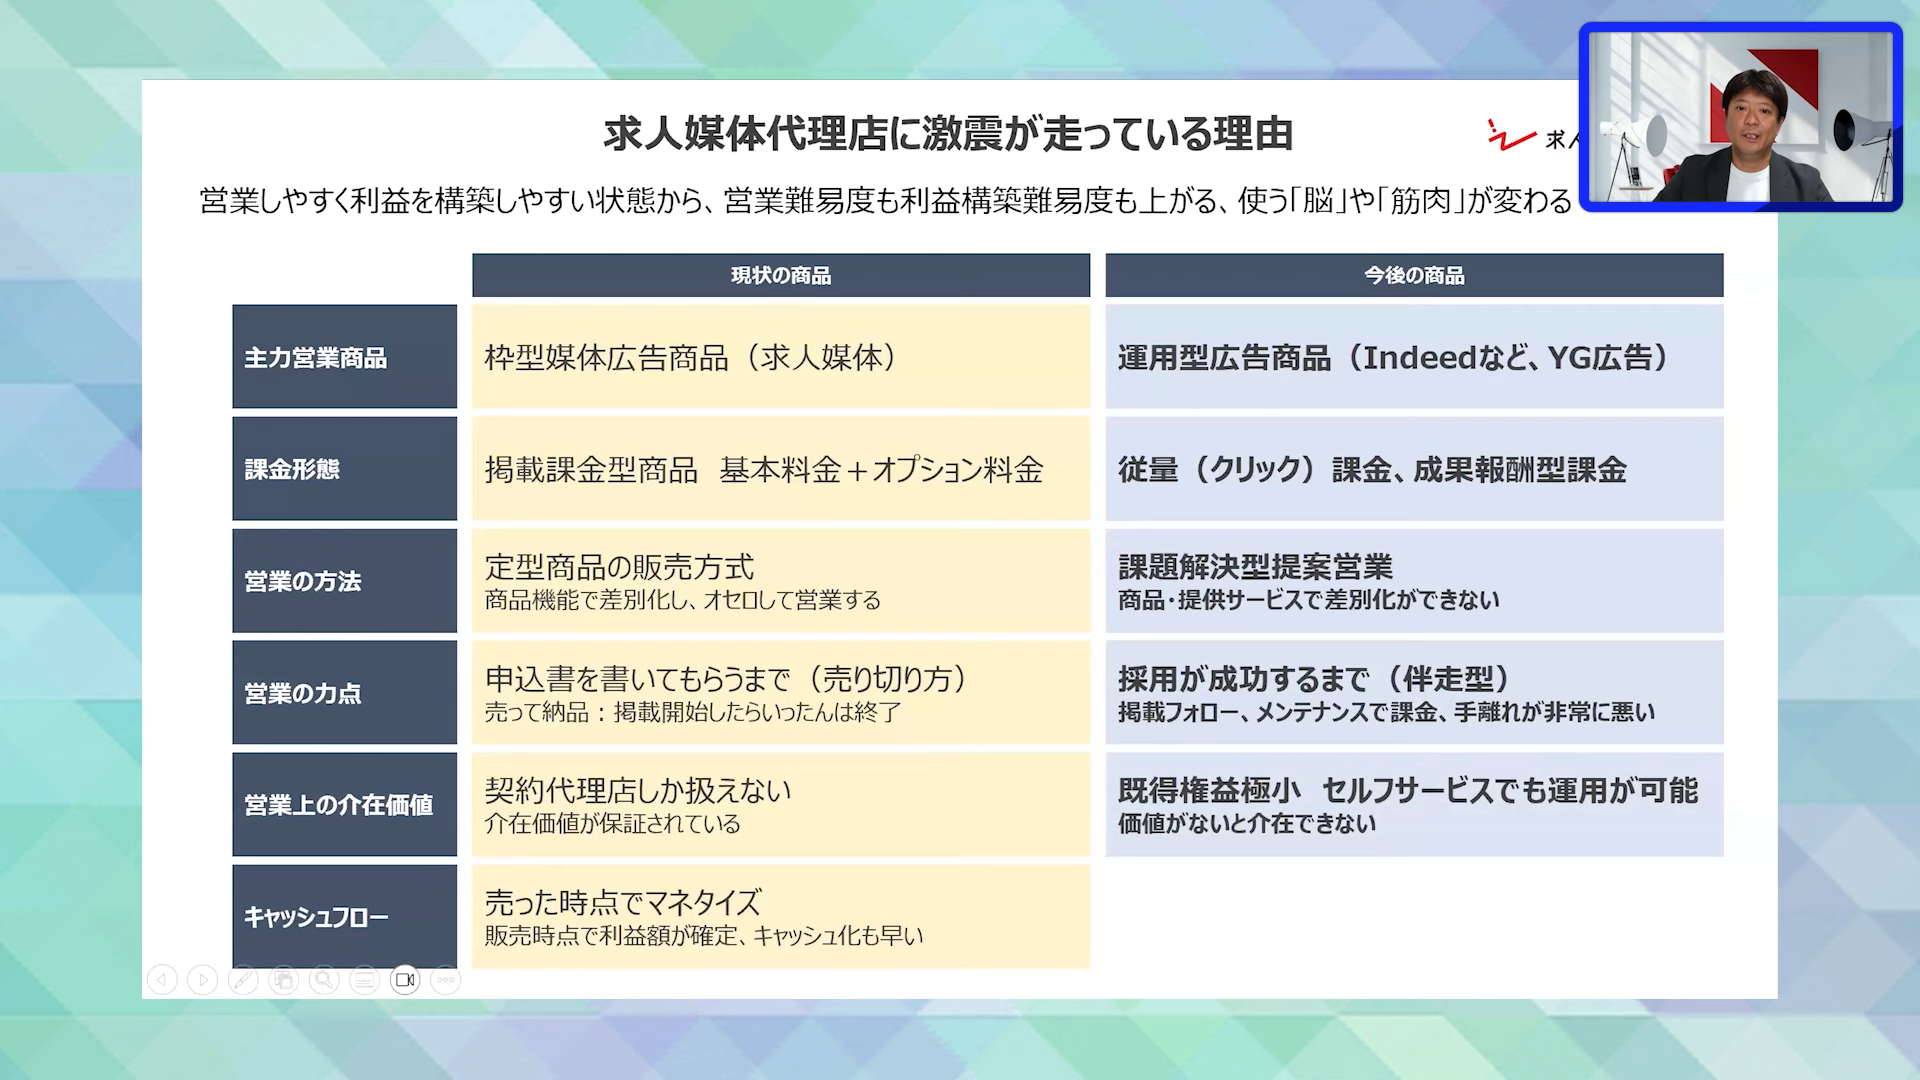 求人媒体代理店に激震が走っている理由
求人
営業しやすく利益を構築しやすい状態から、営業難易度も利益構築難易度も上がる、使う「脳」や「筋肉」が変わる
現状の商品
今後の商品
主力営業商品
枠型媒体広告商品（求人媒体）
運用型広告商品（Indeedなど、YG広告）
課金形態
掲載課金型商品 基本料金＋オプション料金
従量（クリック）課金、成果報酬型課金
営業の方法
定型商品の販売方式
商品機能で差別化し、オセロして営業する
課題解決型提案営業
商品・提供サービスで差別化ができない
営業の力点
申込書を書いてもらうまで（売り切り方）
売って納品：掲載開始したらいったんは終了
採用が成功するまで（伴走型）
掲載フォロー、メンテナンスで課金、手離れが非常に悪い
営業上の介在価値
契約代理店しか扱えない
介在価値が保証されている
既得権益極小 セルフサービスでも運用が可能
価値がないと介在できない
キャッシュフロー
売った時点でマネタイズ
販売時点で利益額が確定、キャッシュ化も早い